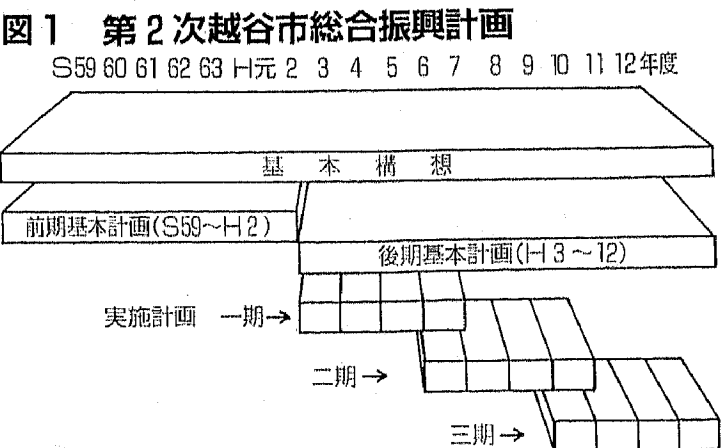 図1 第2次越谷市総合振興計画
S59 60 61 62 63 H元 2 3 4 5 6 7 8 9 10 11 12年度
基本構想
前期基本計画(S59～H2)
後期基本計画(H3～12)
実施計画 一期→
二期→
三期→